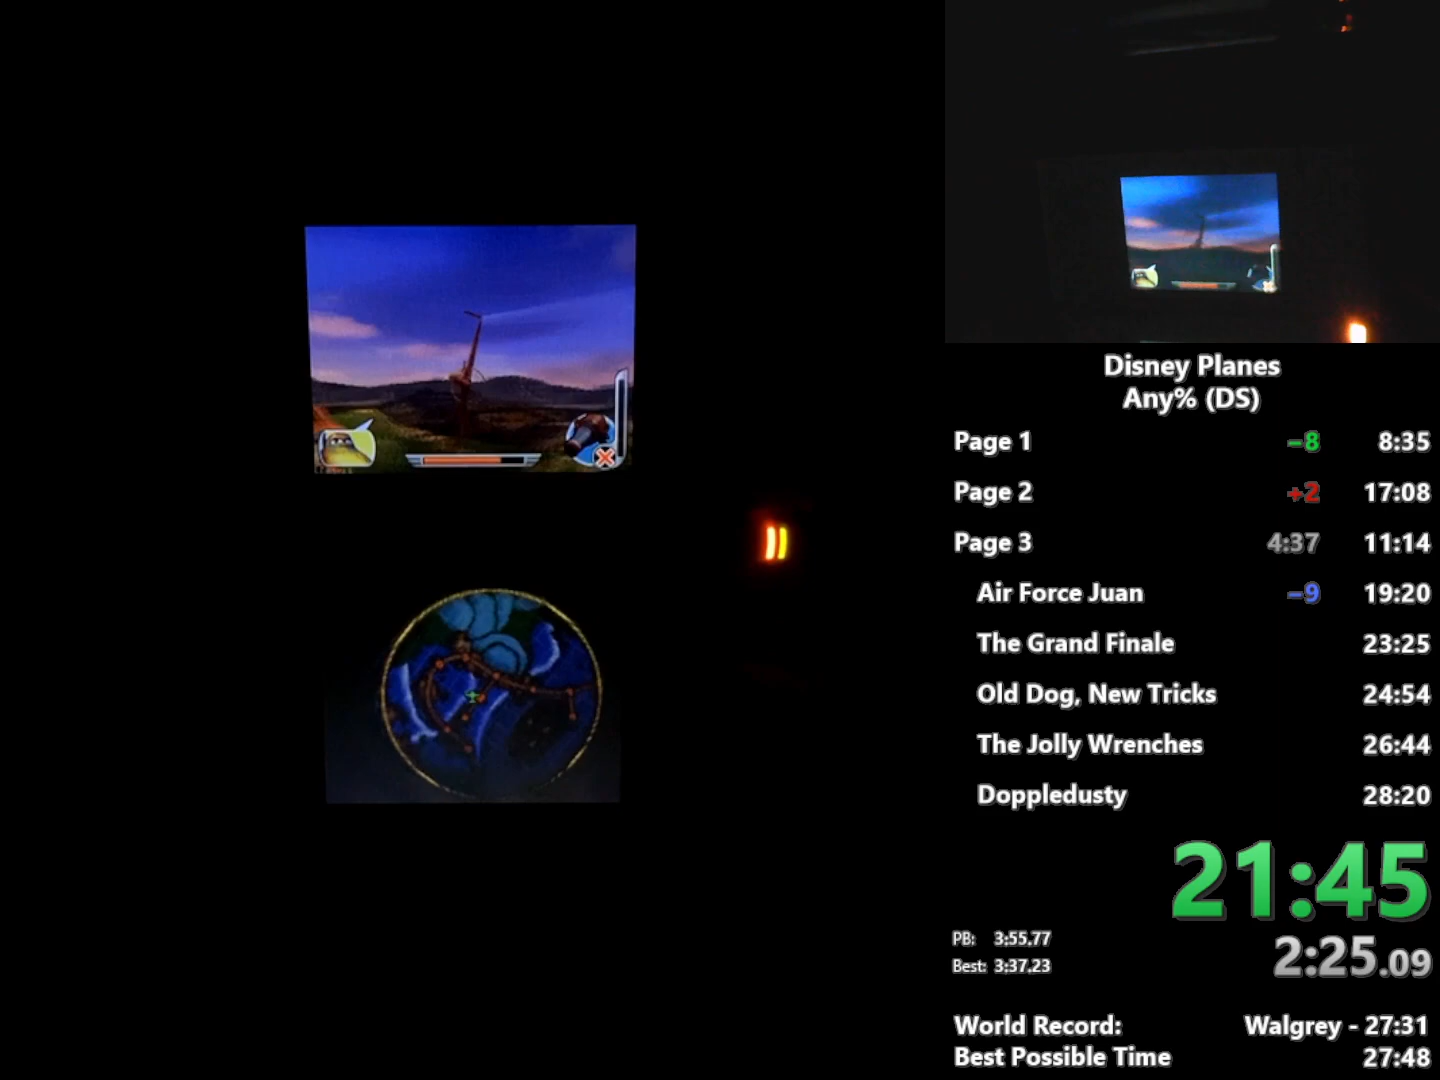 Disney Planes
Any% (DS)
Page 1 −8 8:35
Page 2 +2 17:08
Page 3 4:37 11:14
Air Force Juan −9 19:20
The Grand Finale 23:25
Old Dog, New Tricks 24:54
The Jolly Wrenches 26:44
Doppledusty 28:20
21:45
PB: 3:55.77
2:25.09
Best: 3:37.23
World Record: Walgrey - 27:31
Best Possible Time 27:48